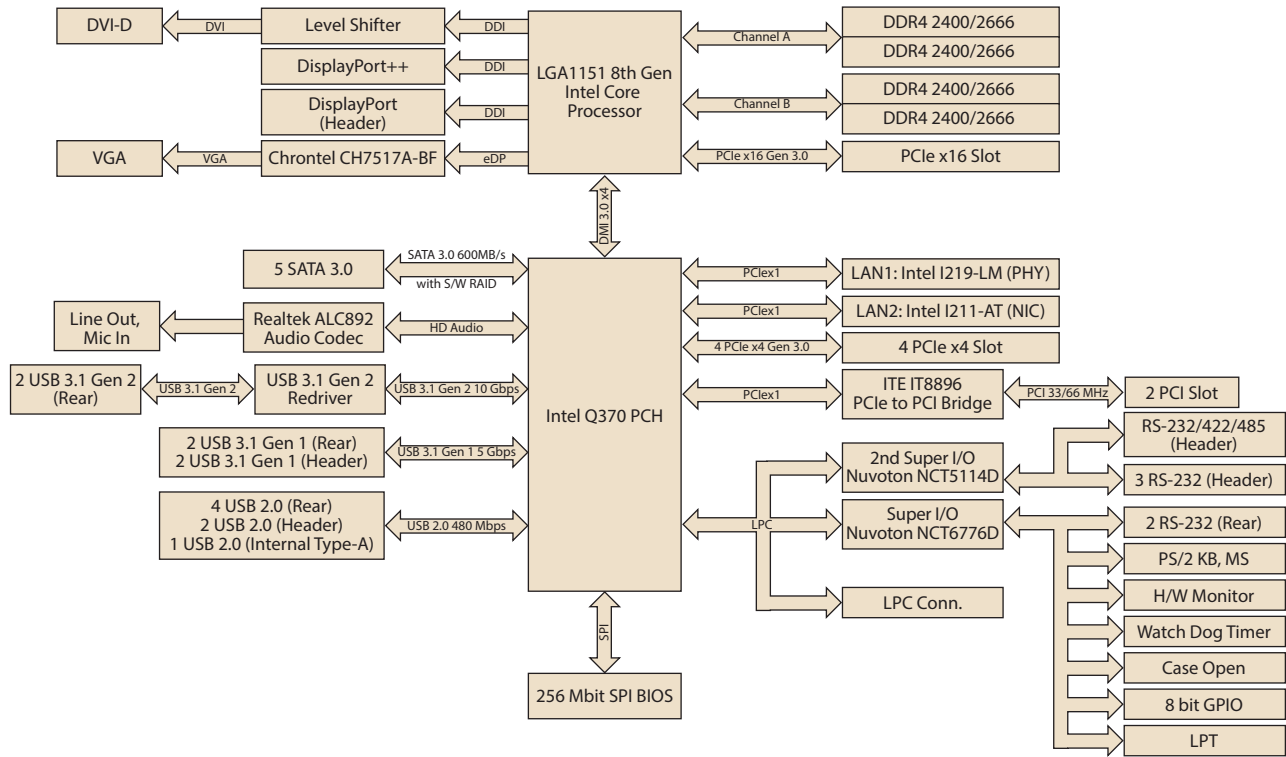 DVI-D
DVI
Level Shifter
DDI
DisplayPort++
DDI
DisplayPort
(Header)
DDI
VGA
VGA
Chrontel CH7517A-BF
eDP
LGA1151 8th Gen
Intel Core
Processor
Channel A
DDR4 2400/2666
DDR4 2400/2666
Channel B
DDR4 2400/2666
DDR4 2400/2666
PCIe x16 Gen 3.0
PCIe x16 Slot
DMI 3.0 x4
5 SATA 3.0
SATA 3.0 600MB/s
with S/W RAID
Line Out,
Mic In
Realtek ALC892
Audio Codec
HD Audio
2 USB 3.1 Gen 2
(Rear)
USB 3.1 Gen 2
USB 3.1 Gen 2
Redriver
USB 3.1 Gen 2 10 Gbps
2 USB 3.1 Gen 1 (Rear)
2 USB 3.1 Gen 1 (Header)
USB 3.1 Gen 1 5 Gbps
4 USB 2.0 (Rear)
2 USB 2.0 (Header)
1 USB 2.0 (Internal Type-A)
USB 2.0 480 Mbps
Intel Q370 PCH
PCIex1
LAN1: Intel I219-LM (PHY)
PCIex1
LAN2: Intel I211-AT (NIC)
4 PCIe x4 Gen 3.0
4 PCIe x4 Slot
PCIex1
ITE IT8896
PCIe to PCI Bridge
PCI 33/66 MHz
2 PCI Slot
LPC
2nd Super I/O
Nuvoton NCT5114D
RS-232/422/485
(Header)
3 RS-232 (Header)
Super I/O
Nuvoton NCT6776D
2 RS-232 (Rear)
PS/2 KB, MS
H/W Monitor
Watch Dog Timer
Case Open
8 bit GPIO
LPT
LPC Conn.
SPI
256 Mbit SPI BIOS